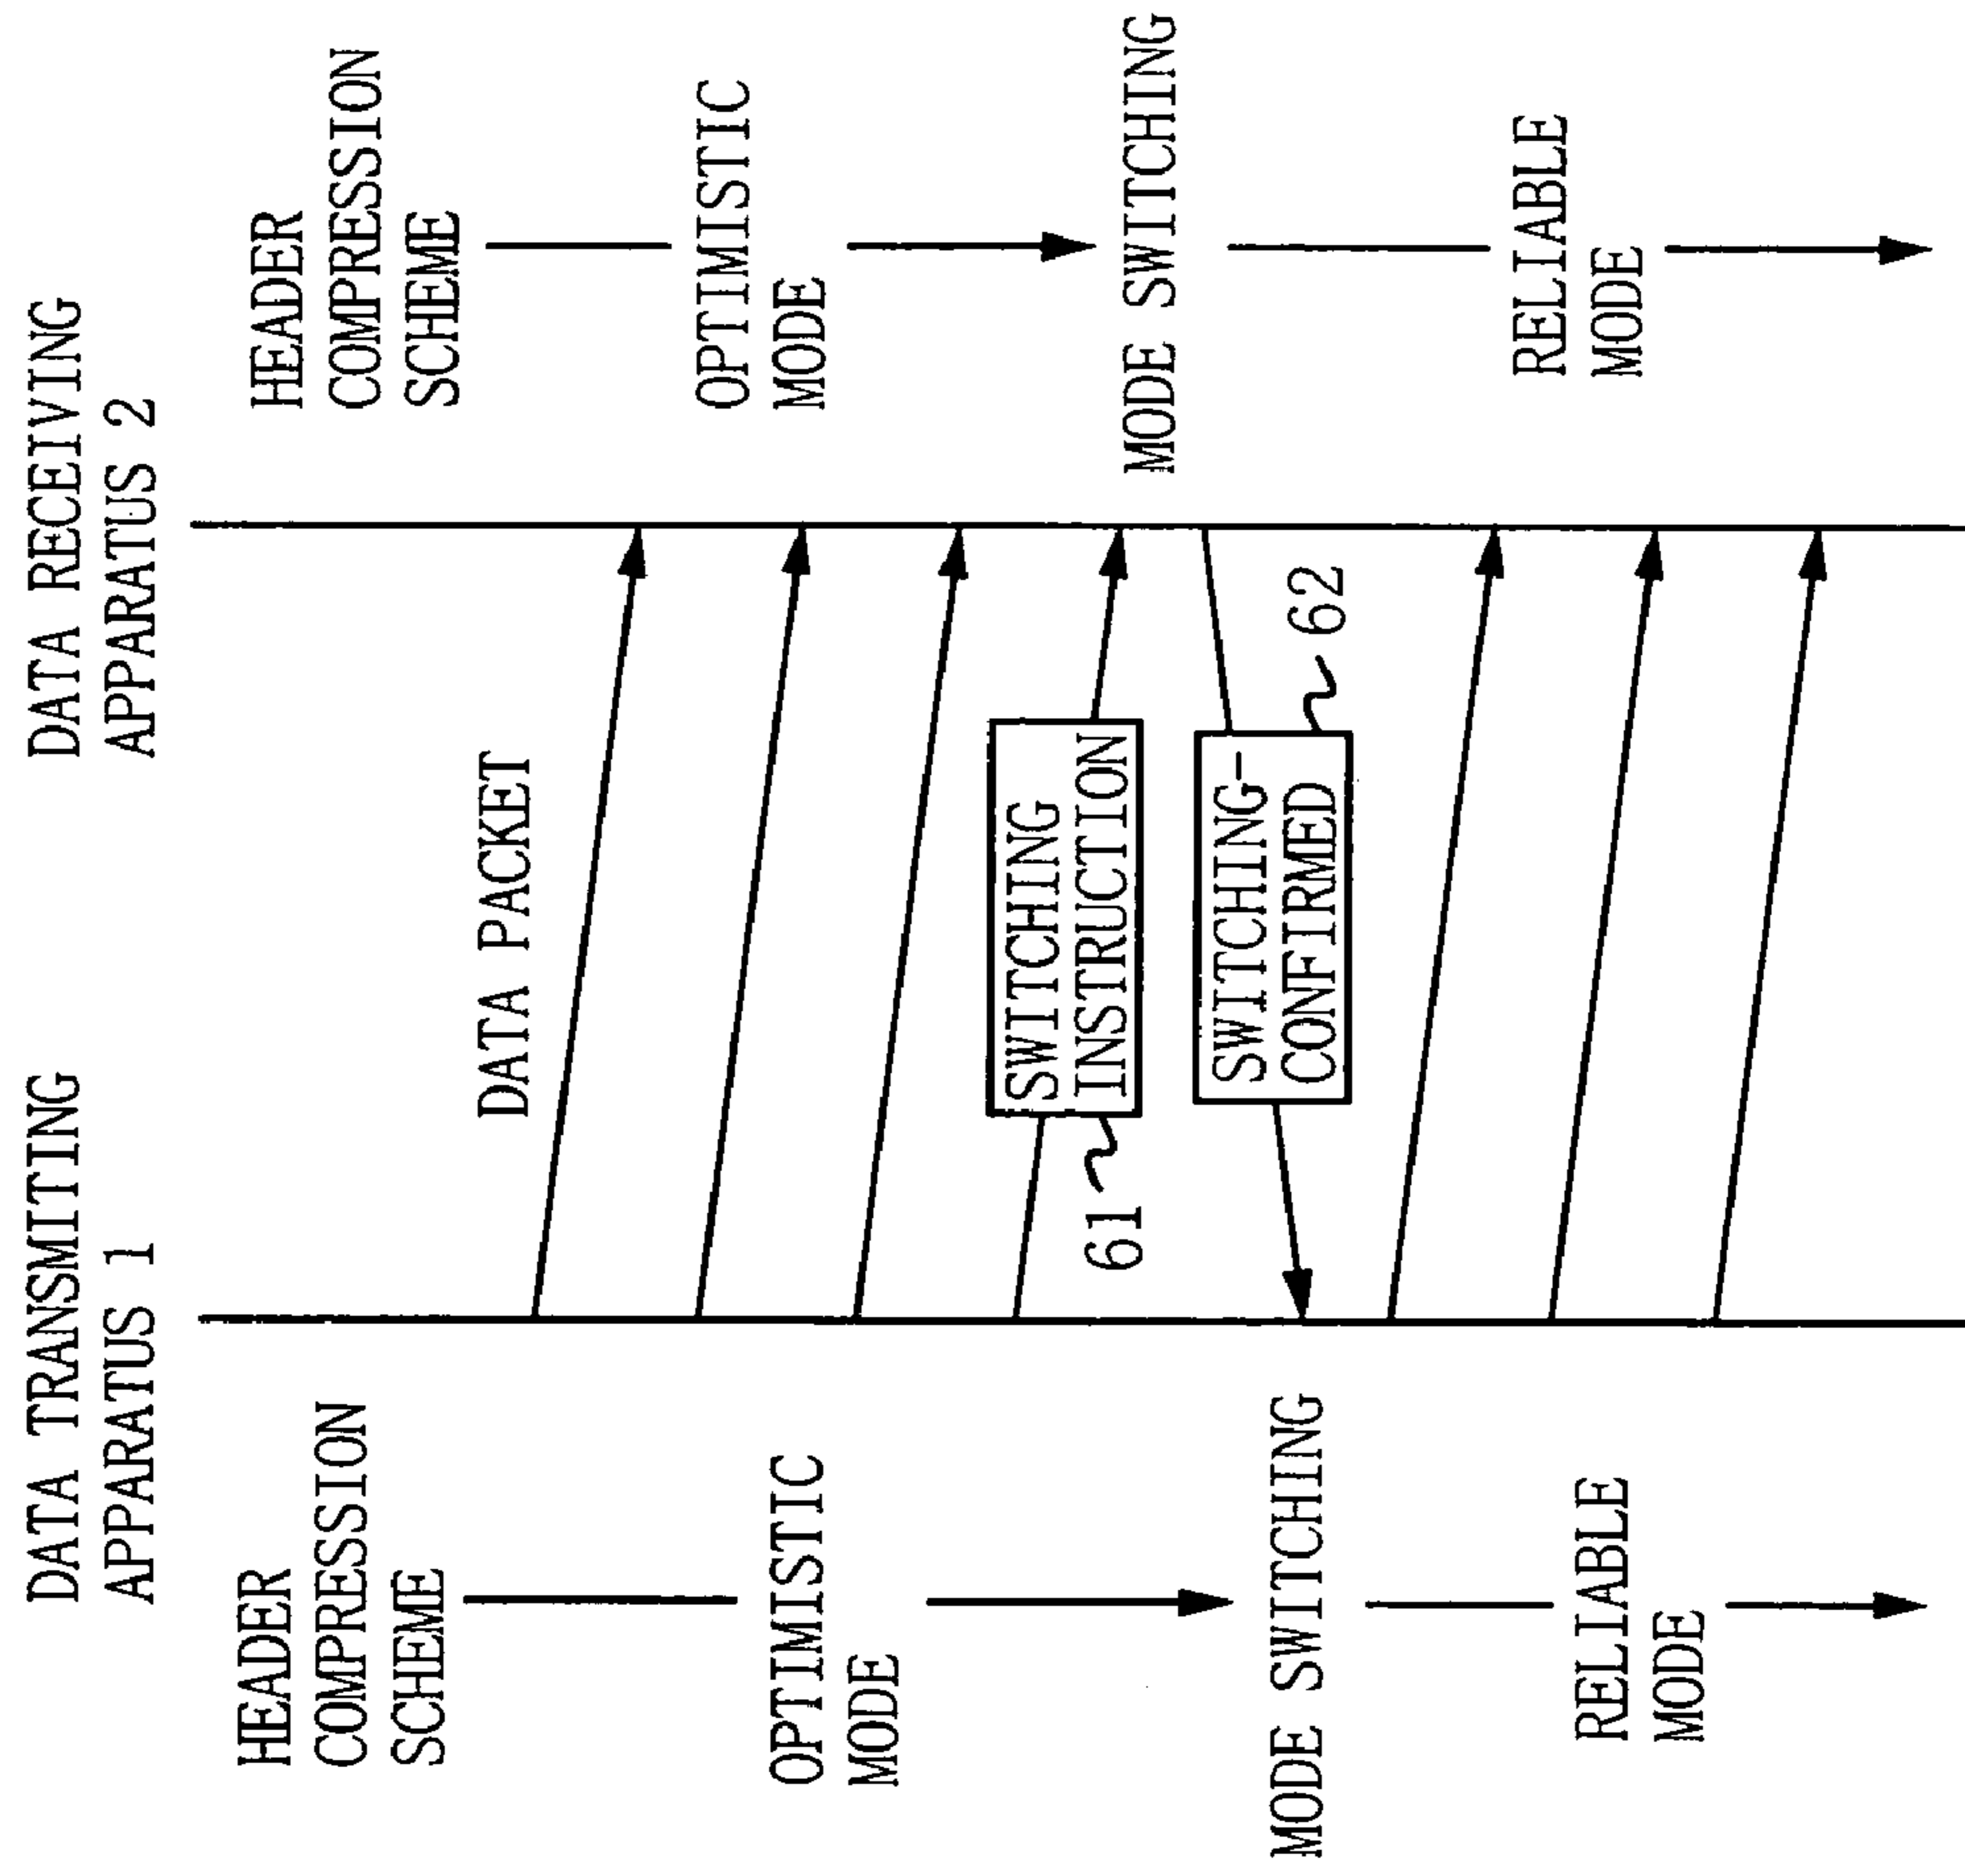 DATA TRANSMITING
APPARATUS 1
DATA RECEIVING
APPARATUS 2
HEADER
COMPRESSION
SCHEME
HEADER
COMPRESSION
SCHEME
DATA PACKET
OPTIMISTIC
MODE
OPTIMISTIC
MODE
SWITCHING
INSTRUCTION
61
MODE SWITCHING
SWITCHING-
CONFIRMED
62
MODE SWITCHING
RELIABLE
MODE
RELIABLE
MODE